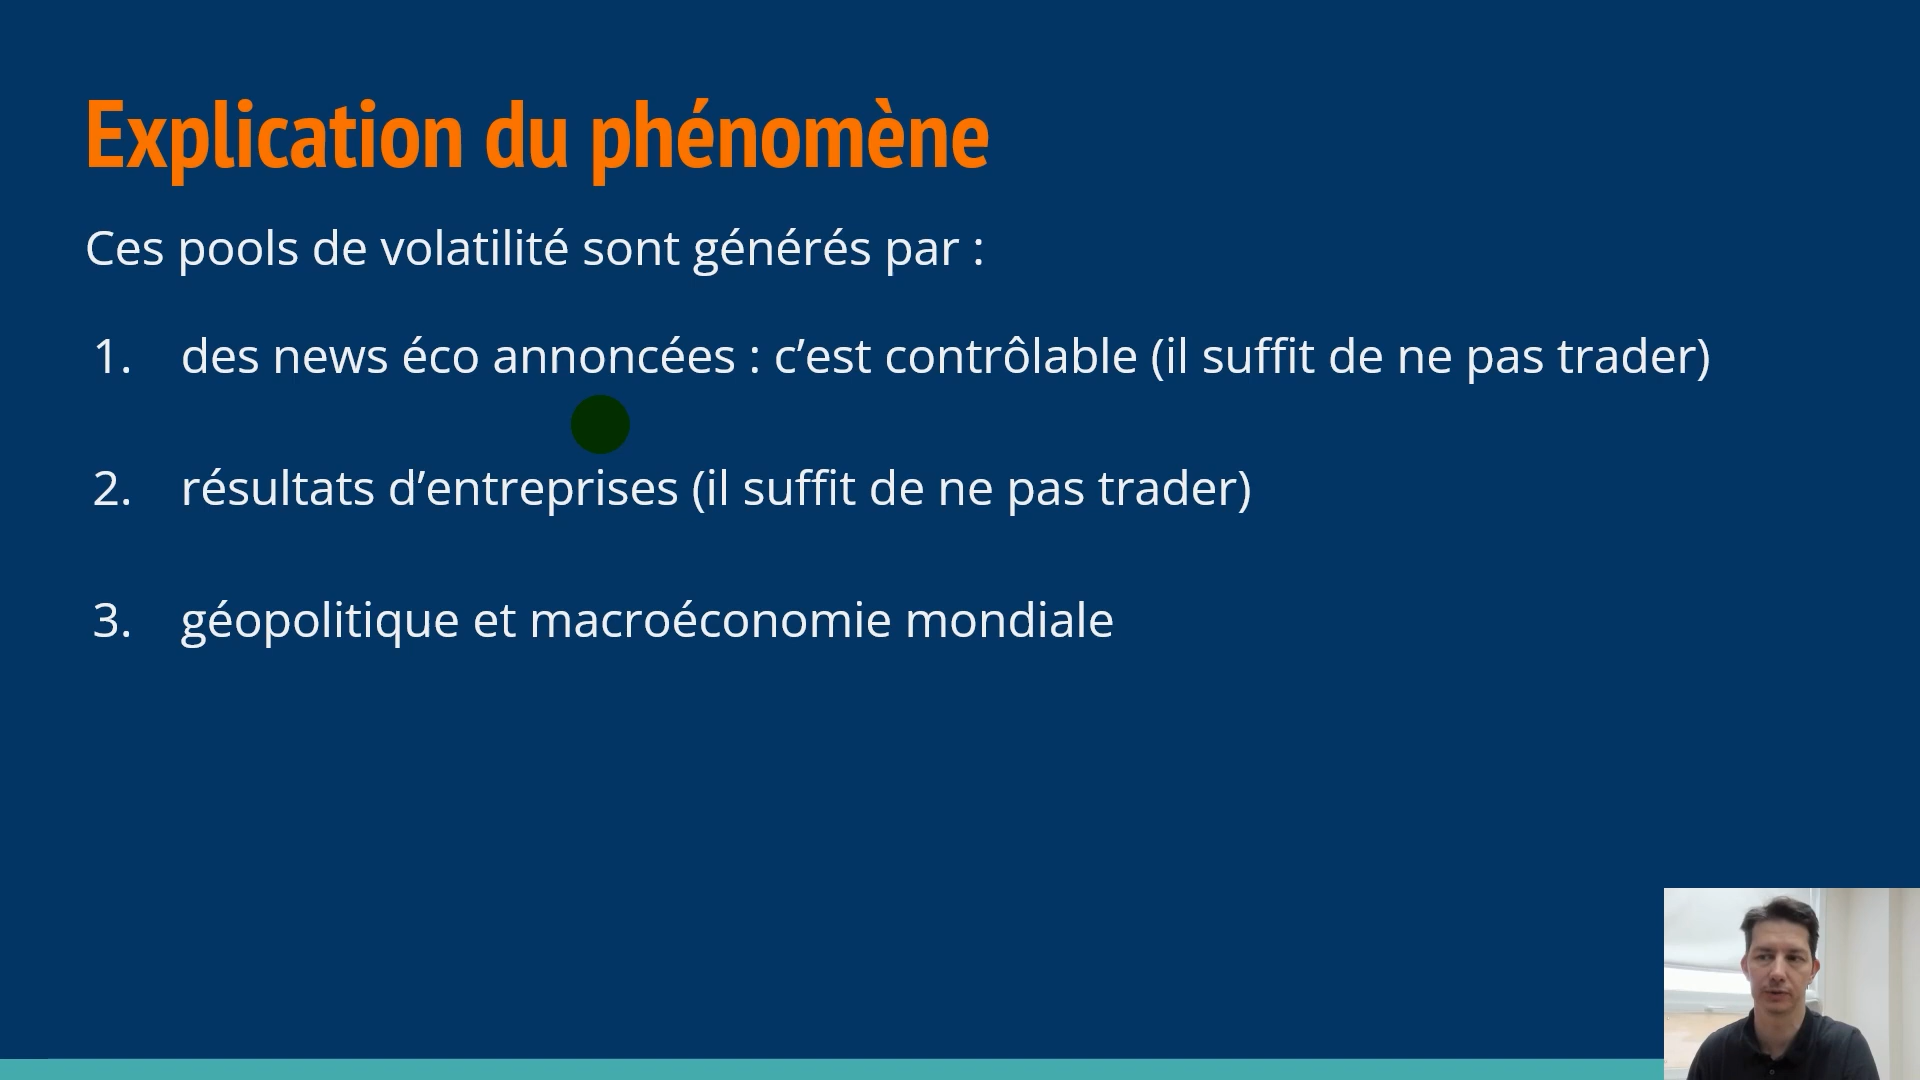 Explication du phénomène
Ces pools de volatilité sont générés par :
1. des news éco annoncées : c’est contrôlable (il suffit de ne pas trader)
2. résultats d’entreprises (il suffit de ne pas trader)
3. géopolitique et macroéconomie mondiale